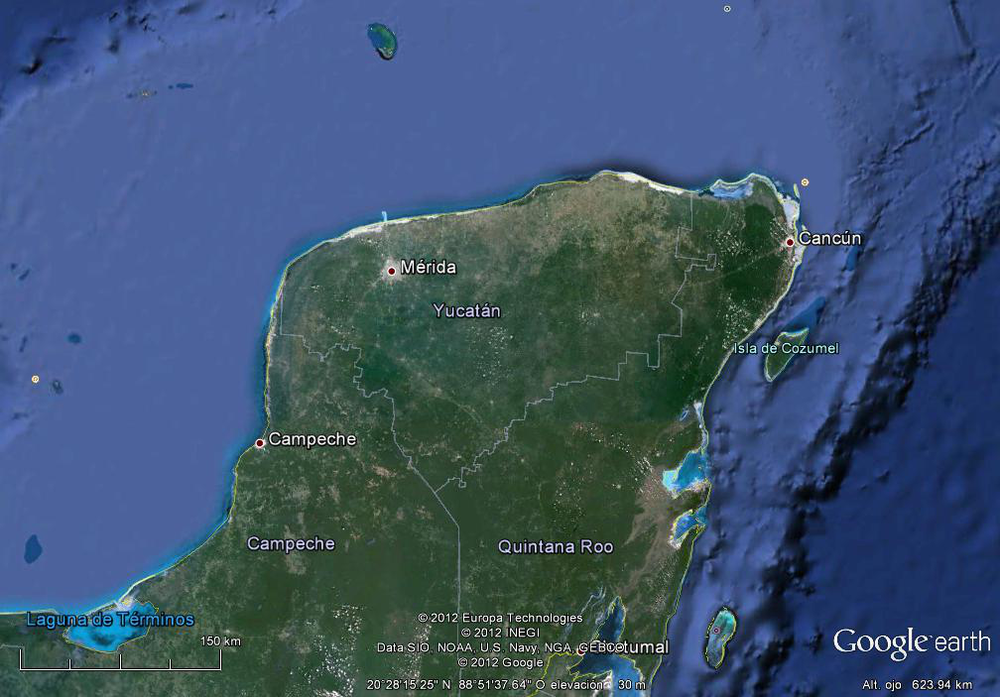 Cancún
Mérida
Yucatán
Isla de Cozumel
Campeche
Campeche
Quintana Roo
Laguna de Términos
150 km
© 2012 Europa Technologies
© 2012 INEGI
Data SIO, NOAA, U.S. Navy, NGA, GEBCO
© 2012 Google
20°28'15.25" N 88°51'37.64" O elevación 30 m
Google earth
Alt. ojo 623.94 km